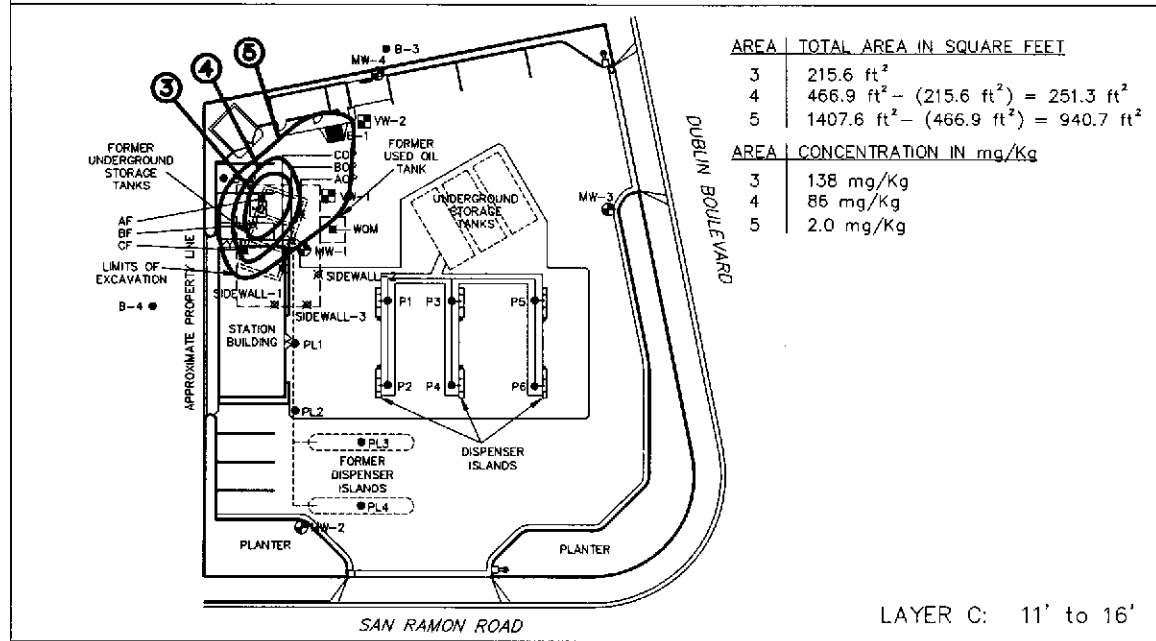 AREA TOTAL AREA IN SQUARE FEET
3 215.6 ft²
4 466.9 ft² – (215.6 ft²) = 251.3 ft²
5 1407.6 ft² – (466.9 ft²) = 940.7 ft²
AREA CONCENTRATION IN mg/Kg
3 138 mg/Kg
4 86 mg/Kg
5 2.0 mg/Kg
5
4
3
B-3
MW-4
VW-2
FORMER
UNDERGROUND
STORAGE
TANKS
FORMER
USED OIL
TANK
VW-1
WOM
AF
BF
CF
LIMITS OF
EXCAVATION
B-4
APPROXIMATE PROPERTY LINE
SIDEWALL-1
SIDEWALL-2
SIDEWALL-3
STATION
BUILDING
UNDERGROUND
STORAGE
TANKS
MW-3
DUBLIN BOULEVARD
P1
P3
P5
P2
P4
P6
PL1
PL2
PL3
FORMER
DISPENSER
ISLANDS
PL4
DISPENSER
ISLANDS
MW-2
PLANTER
PLANTER
SAN RAMON ROAD
LAYER C: 11' to 16'